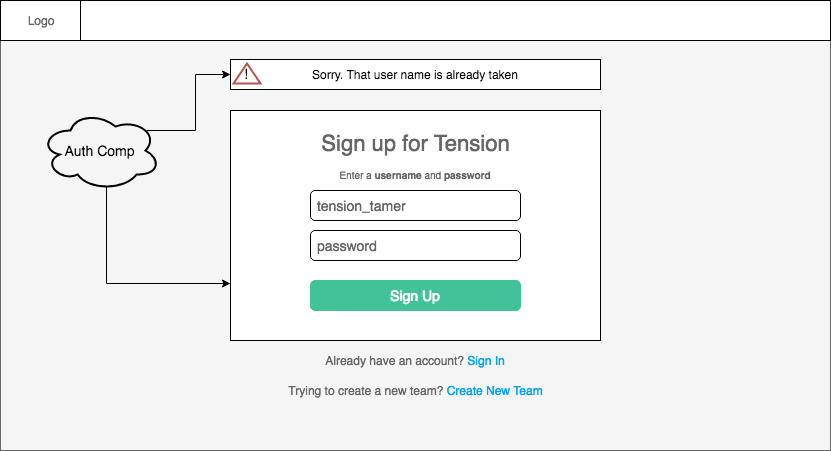 Logo
! Sorry. That user name is already taken
Auth Comp
Sign up for Tension
Enter a username and password
tension_tamer
password
Sign Up
Already have an account? Sign In
Trying to create a new team? Create New Team